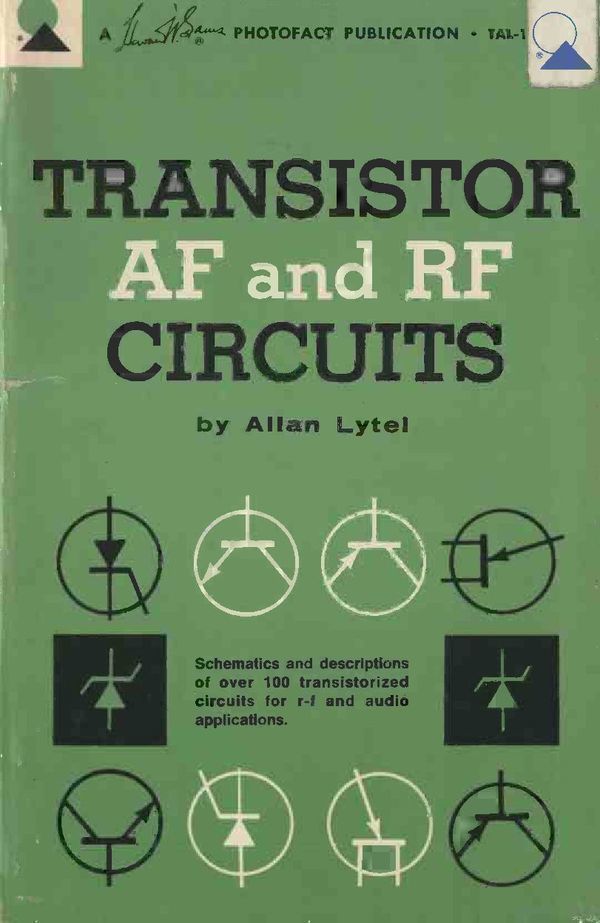 A Howard W. Sams ® PHOTOFACT PUBLICATION • TAL-1
®
TRANSISTOR
AF and RF
CIRCUITS
by Allan Lytel
Schematics and descriptions
of over 100 transistorized
circuits for r-f and audio
applications.